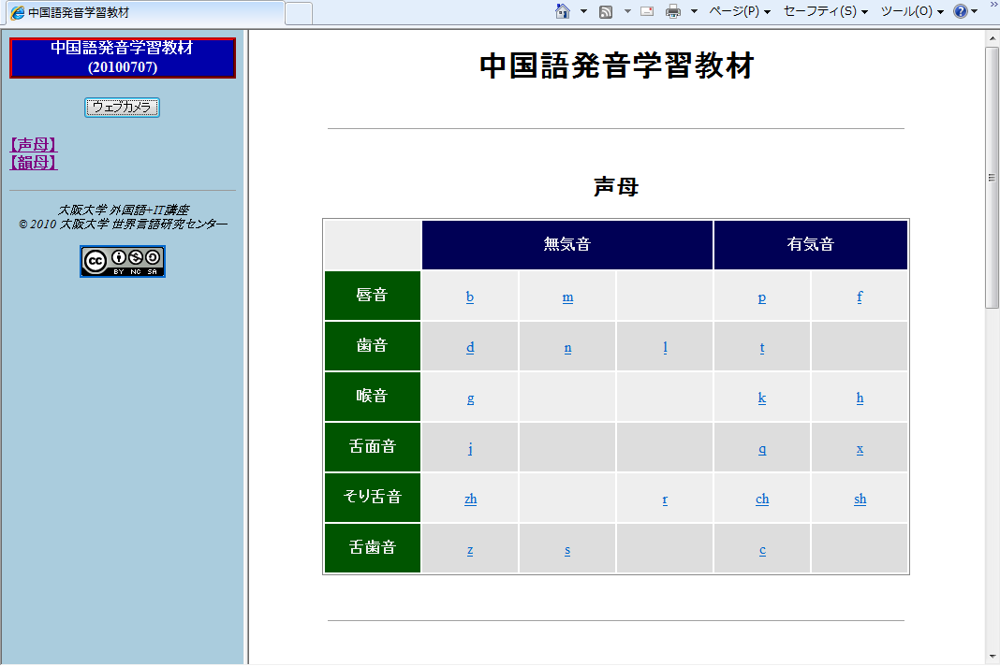 中国語発音学習教材
ページ(P)
セーフティ(S)
ツール(O)
中国語発音学習教材
(20100707)
ウェブカメラ
【声母】
【韻母】
大阪大学 外国語+IT講座
© 2010 大阪大学 世界言語研究センター
cc
BY NC SA
中国語発音学習教材
声母
無気音 有気音
唇音 b m p f
歯音 d n l t
喉音 g k h
舌面音 j q x
そり舌音 zh r ch sh
舌歯音 z s c